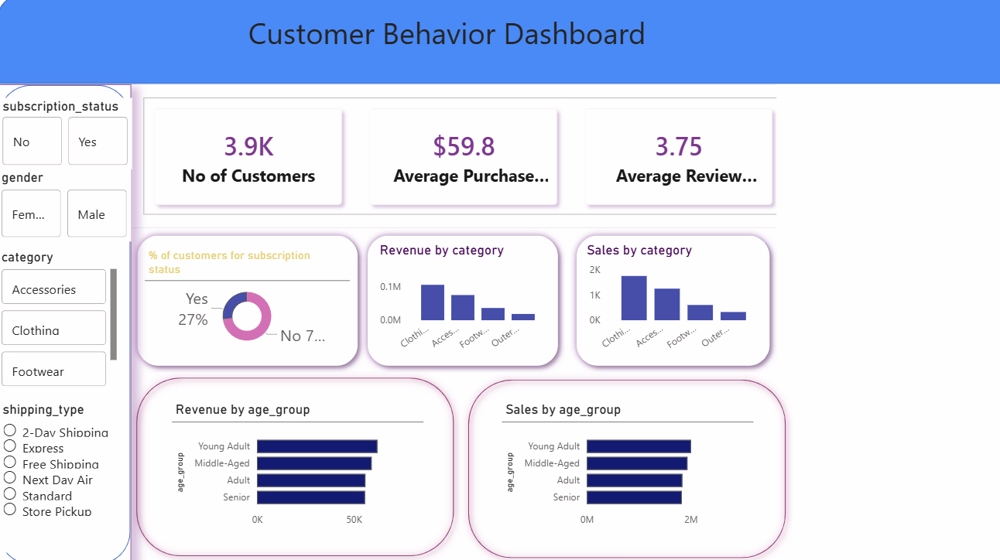 Customer Behavior Dashboard
subscription_status
No
Yes
gender
Fem...
Male
category
Accessories
Clothing
Footwear
shipping_type
2-Day Shipping
Express
Free Shipping
Next Day Air
Standard
Store Pickup
3.9K
No of Customers
$59.8
Average Purchase...
3.75
Average Review...
% of customers for subscription
status
Yes
27%
No 7...
Revenue by category
0.1M
0.0M
Clothi...
Acces...
Footw...
Outer...
Sales by category
2K
1K
0K
Clothi...
Acces...
Footw...
Outer...
Revenue by age_group
age_group
Young Adult
Middle-Aged
Adult
Senior
0K
50K
Sales by age_group
age_group
Young Adult
Middle-Aged
Adult
Senior
0M
2M